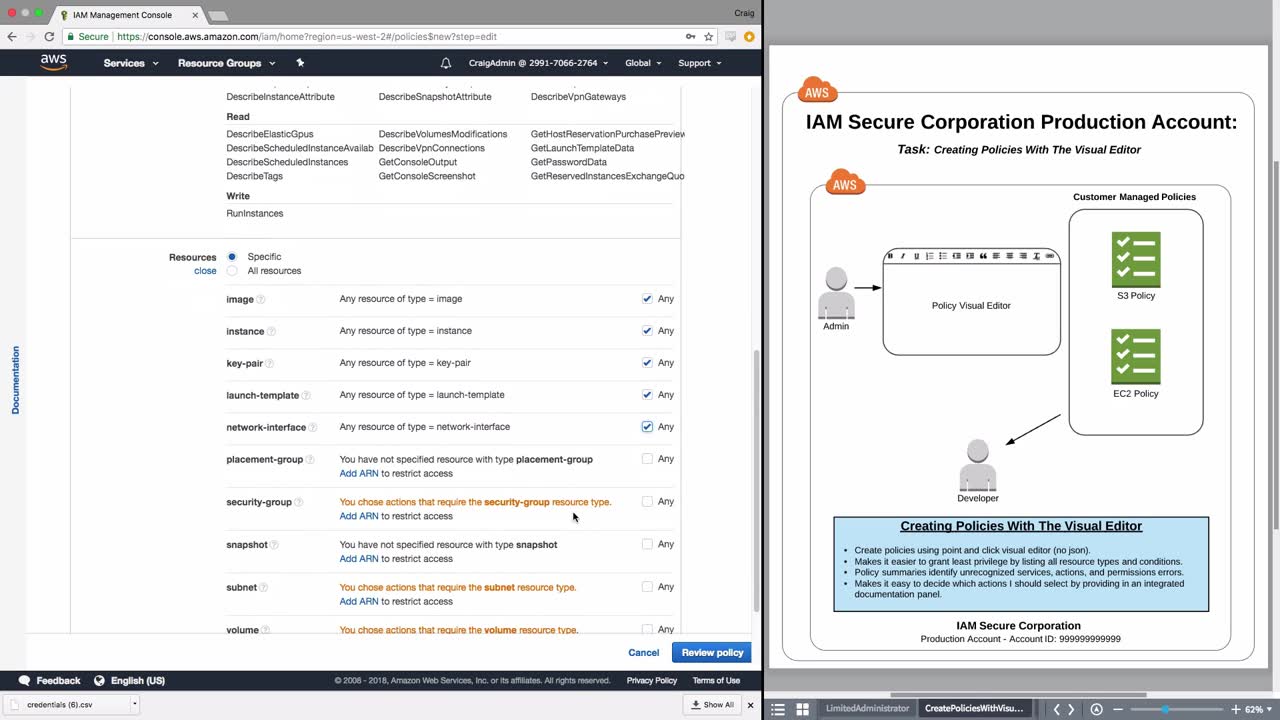 IAM Management Console
Craig
Secure
https://console.aws.amazon.com/iam/home?region=us-west-2#/policies$new?step=edit
aws
Services
Resource Groups
CraigAdmin @ 2991-7066-2764
Global
Support
DescribeInstanceAttribute DescribeSnapshotAttribute DescribeVpnGateways
Read
DescribeElasticGpus DescribeVolumesModifications GetHostReservationPurchasePreview
DescribeScheduledInstanceAvailab DescribeVpnConnections GetLaunchTemplateData
DescribeScheduledInstances GetConsoleOutput GetPasswordData
DescribeTags GetConsoleScreenshot GetReservedInstancesExchangeQuo
Write
RunInstances
Resources Specific
close All resources
image Any resource of type = image Any
instance Any resource of type = instance Any
key-pair Any resource of type = key-pair Any
launch-template Any resource of type = launch-template Any
network-interface Any resource of type = network-interface Any
placement-group You have not specified resource with type placement-group Any
Add ARN to restrict access
security-group You chose actions that require the security-group resource type. Any
Add ARN to restrict access
snapshot You have not specified resource with type snapshot Any
Add ARN to restrict access
subnet You chose actions that require the subnet resource type. Any
Add ARN to restrict access
volume You chose actions that require the volume resource type. Any
Documentation
Cancel
Review policy
Feedback
English (US)
© 2008 - 2018, Amazon Web Services, Inc. or its affiliates. All rights reserved.
Privacy Policy
Terms of Use
credentials (6).csv
Show All
AWS
IAM Secure Corporation Production Account:
Task: Creating Policies With The Visual Editor
AWS
Customer Managed Policies
Policy Visual Editor
Admin
S3 Policy
EC2 Policy
Developer
Creating Policies With The Visual Editor
• Create policies using point and click visual editor (no json).
• Makes it easier to grant least privilege by listing all resource types and conditions.
• Policy summaries identify unrecognized services, actions, and permissions errors.
• Makes it easy to decide which actions I should select by providing in an integrated
documentation panel.
IAM Secure Corporation
Production Account - Account ID: 999999999999
LimitedAdministrator
CreatePoliciesWithVisu...
62%